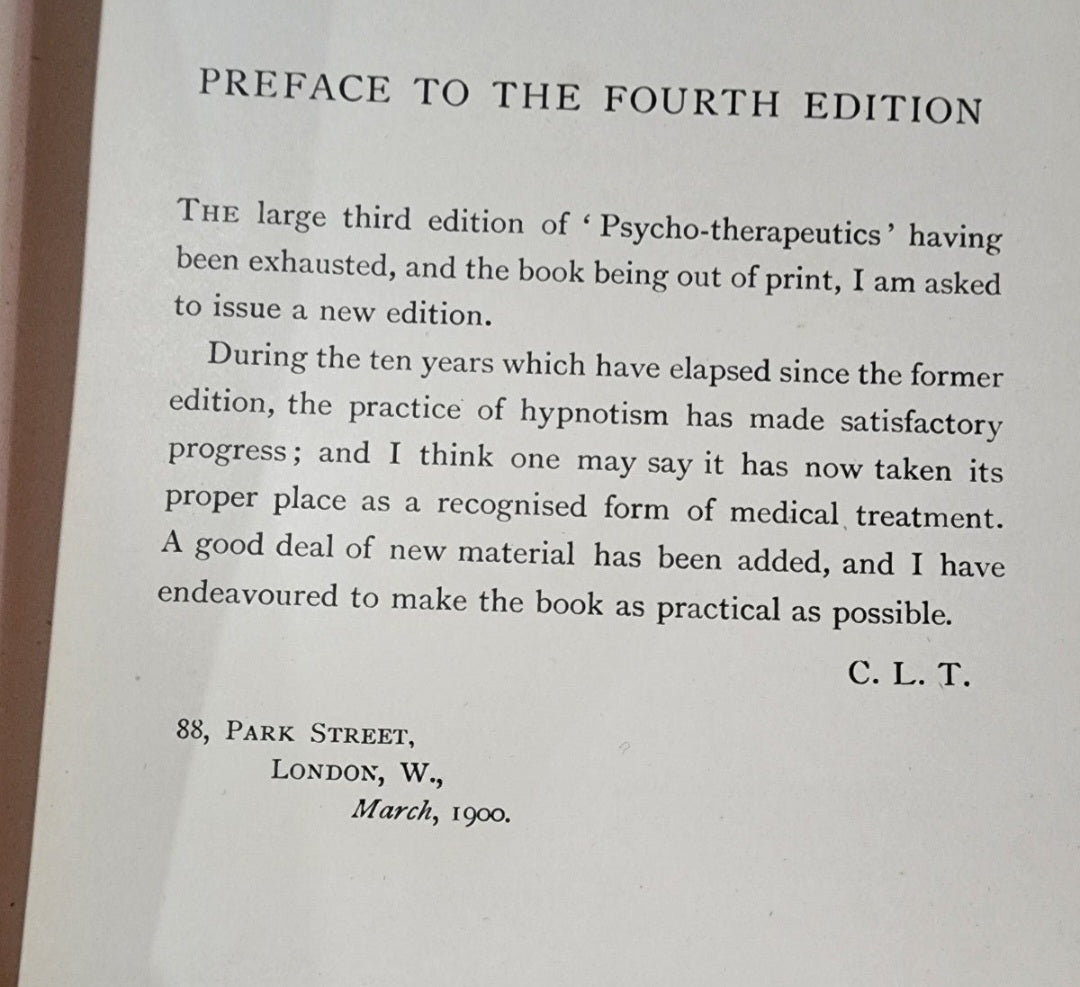 PREFACE TO THE FOURTH EDITION
THE large third edition of ‘ Psycho-therapeutics ’ having
been exhausted, and the book being out of print, I am asked
to issue a new edition.
During the ten years which have elapsed since the former
edition, the practice of hypnotism has made satisfactory
progress; and I think one may say it has now taken its
proper place as a recognised form of medical treatment.
A good deal of new material has been added, and I have
endeavoured to make the book as practical as possible.
C. L. T.
88, PARK STREET,
LONDON, W.,
March, 1900.